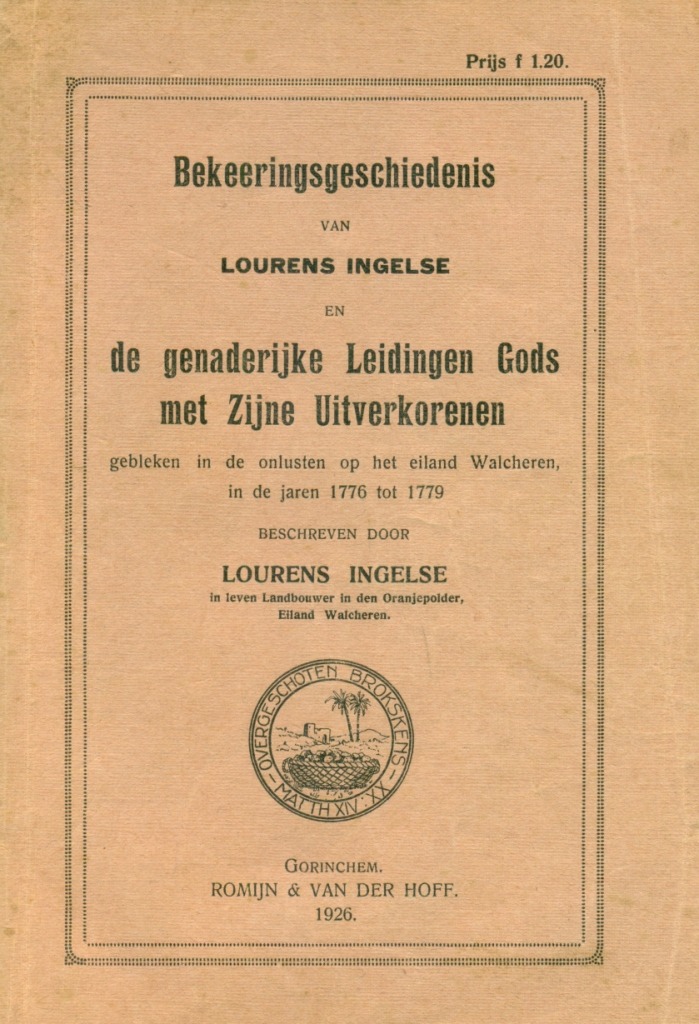 Prijs f 1.20.
Bekeeringsgeschiedenis
VAN
LOURENS INGELSE
EN
de genaderijke Leidingen Gods
met Zijne Uitverkorenen
gebleken in de onlusten op het eiland Walcheren,
in de jaren 1776 tot 1779
BESCHREVEN DOOR
LOURENS INGELSE
in leven Landbouwer in den Oranjepolder,
Eiland Walcheren.
OVERGESCHOTEN BROKSKENS
– MATTH XIV : XX –
GORINCHEM.
ROMIJN & VAN DER HOFF.
1926.